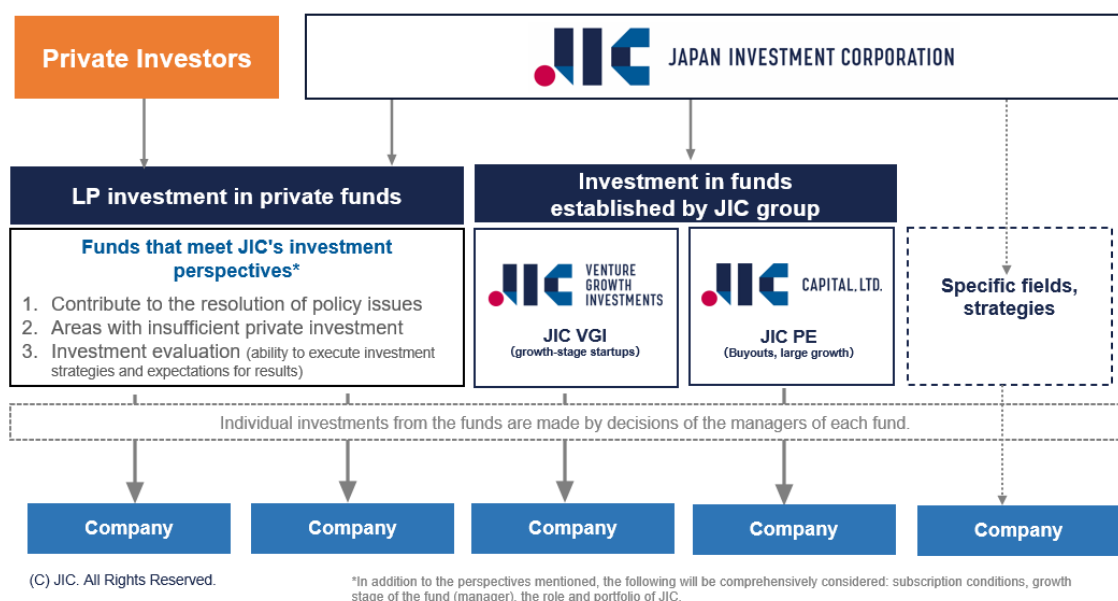 Private Investors
JIC JAPAN INVESTMENT CORPORATION
LP investment in private funds
Investment in funds
established by JIC group
Funds that meet JIC's investment
perspectives*
1. Contribute to the resolution of policy issues
2. Areas with insufficient private investment
3. Investment evaluation (ability to execute investment
strategies and expectations for results)
JIC VENTURE
GROWTH
INVESTMENTS
JIC VGI
(growth-stage startups)
JIC CAPITAL, LTD.
JIC PE
(Buyouts, large growth)
Specific fields,
strategies
Individual investments from the funds are made by decisions of the managers of each fund.
Company
Company
Company
Company
Company
(C) JIC. All Rights Reserved.
*In addition to the perspectives mentioned, the following will be comprehensively considered: subscription conditions, growth
stage of the fund (manager), the role and portfolio of JIC.